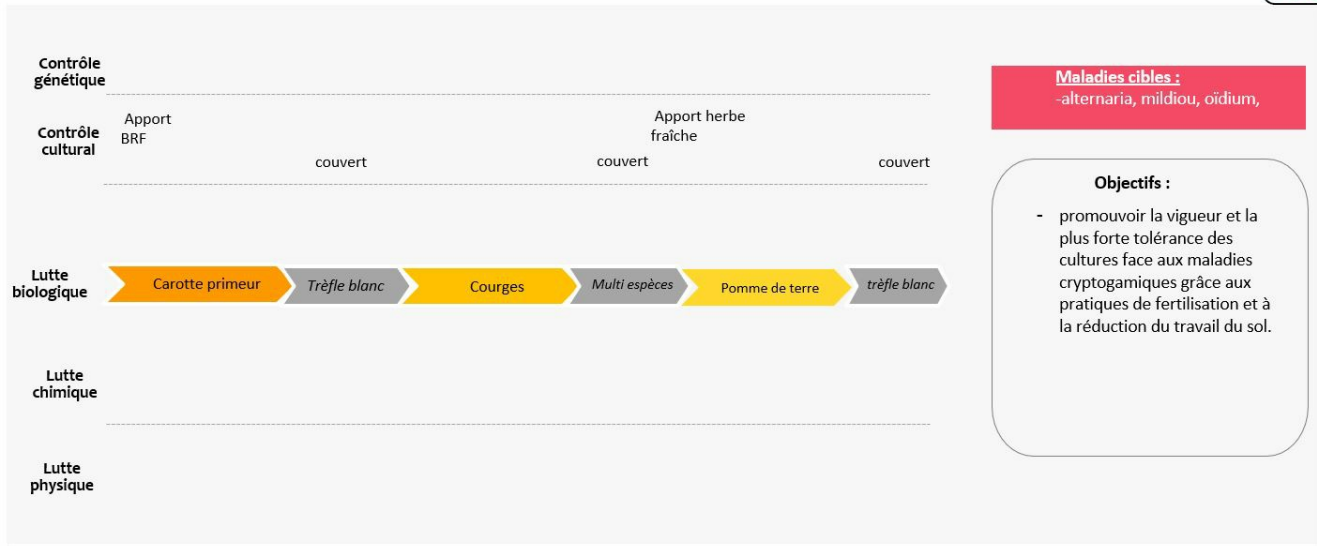 Contrôle
génétique
Contrôle
cultural
Apport
BRF
couvert
Apport herbe
fraîche
couvert
couvert
Lutte
biologique
Carotte primeur
Trèfle blanc
Courges
Multi espèces
Pomme de terre
trèfle blanc
Lutte
chimique
Lutte
physique
Maladies cibles :
-alternaria, mildiou, oïdium,
Objectifs :
- promouvoir la vigueur et la
plus forte tolérance des
cultures face aux maladies
cryptogamiques grâce aux
pratiques de fertilisation et à
la réduction du travail du sol.